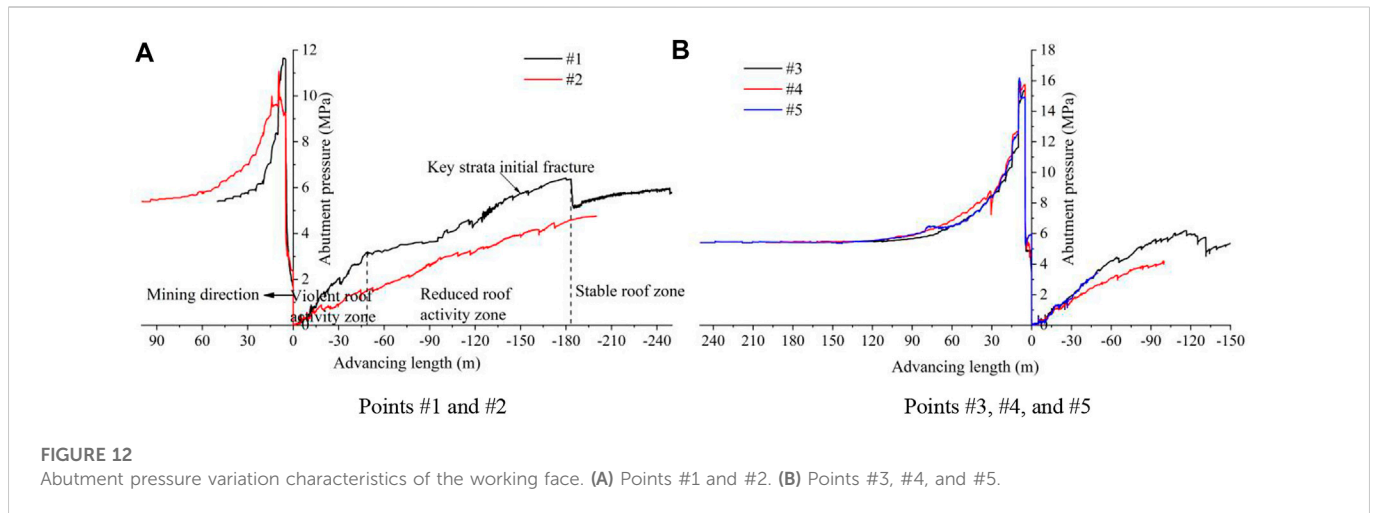 A
12
10
8
6
4
2
0
Abutment pressure (MPa)
#1
#2
Key strata initial fracture
Mining direction
Violent roof
activity zone
Reduced roof
activity zone
Stable roof zone
90 60 30 0 -30 -60 -90 -120 -150 -180 -210 -240
Advancing length (m)
Points #1 and #2
B
18
16
14
12
10
8
6
4
2
0
Abutment pressure (MPa)
#3
#4
#5
240 210 180 150 120 90 60 30 0 -30 -60 -90 -120 -150
Advancing length (m)
Points #3, #4, and #5
FIGURE 12
Abutment pressure variation characteristics of the working face. (A) Points #1 and #2. (B) Points #3, #4, and #5.